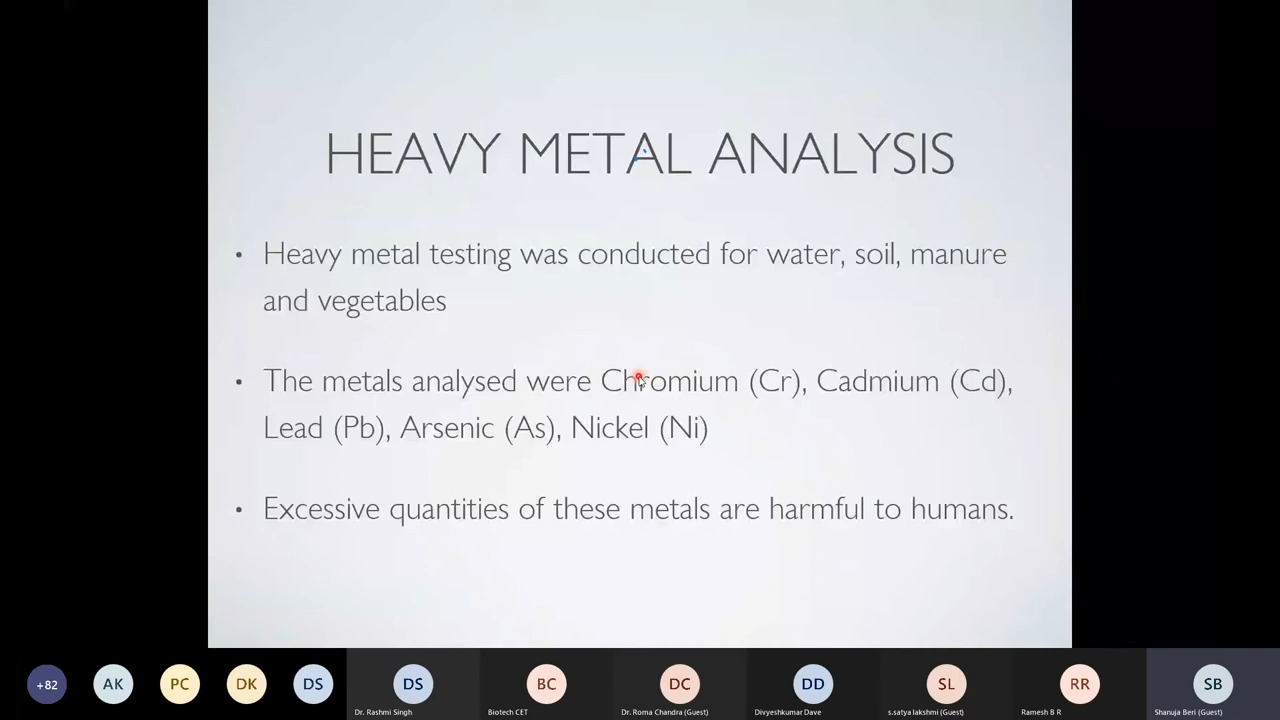 HEAVY METAL ANALYSIS
• Heavy metal testing was conducted for water, soil, manure
and vegetables
• The metals analysed were Chromium (Cr), Cadmium (Cd),
Lead (Pb), Arsenic (As), Nickel (Ni)
• Excessive quantities of these metals are harmful to humans.
+82 AK PC DK DS DS BC DC DD SL RR SB
Dr. Rashmi Singh Biotech CET Dr. Roma Chandra (Guest) Divyeshkumar Dave s.satya lakshmi (Guest) Ramesh B R Shanuja Beri (Guest)